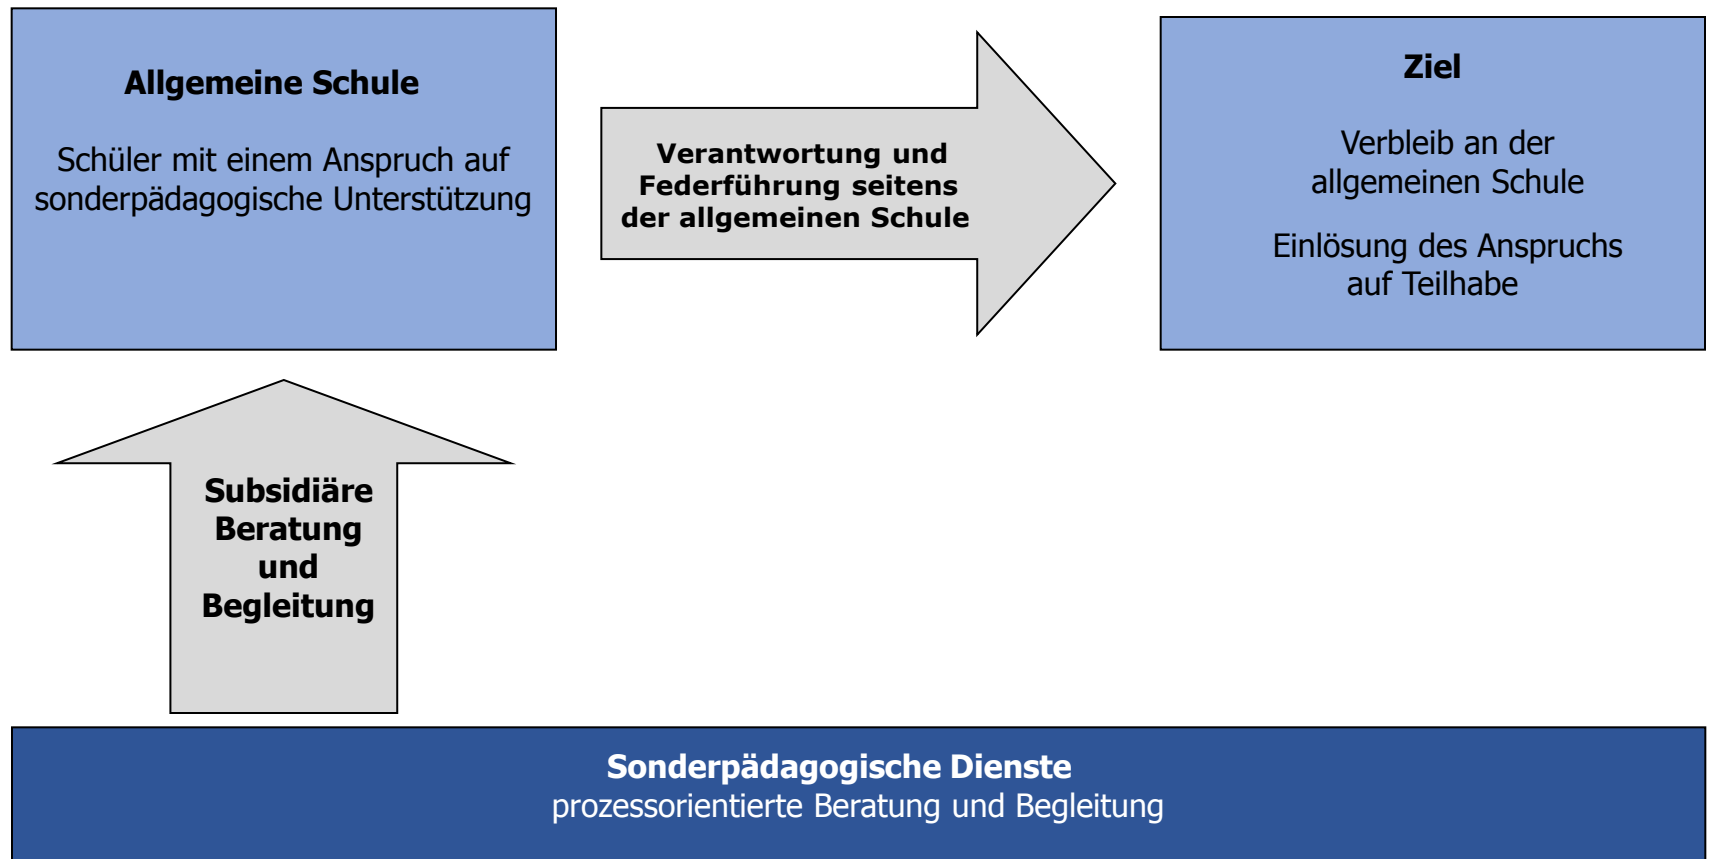 Allgemeine Schule
Schüler mit einem Anspruch auf
sonderpädagogische Unterstützung
Verantwortung und
Federführung seitens
der allgemeinen Schule
Ziel
Verbleib an der
allgemeinen Schule
Einlösung des Anspruchs
auf Teilhabe
Subsidiäre
Beratung
und
Begleitung
Sonderpädagogische Dienste
prozessorientierte Beratung und Begleitung